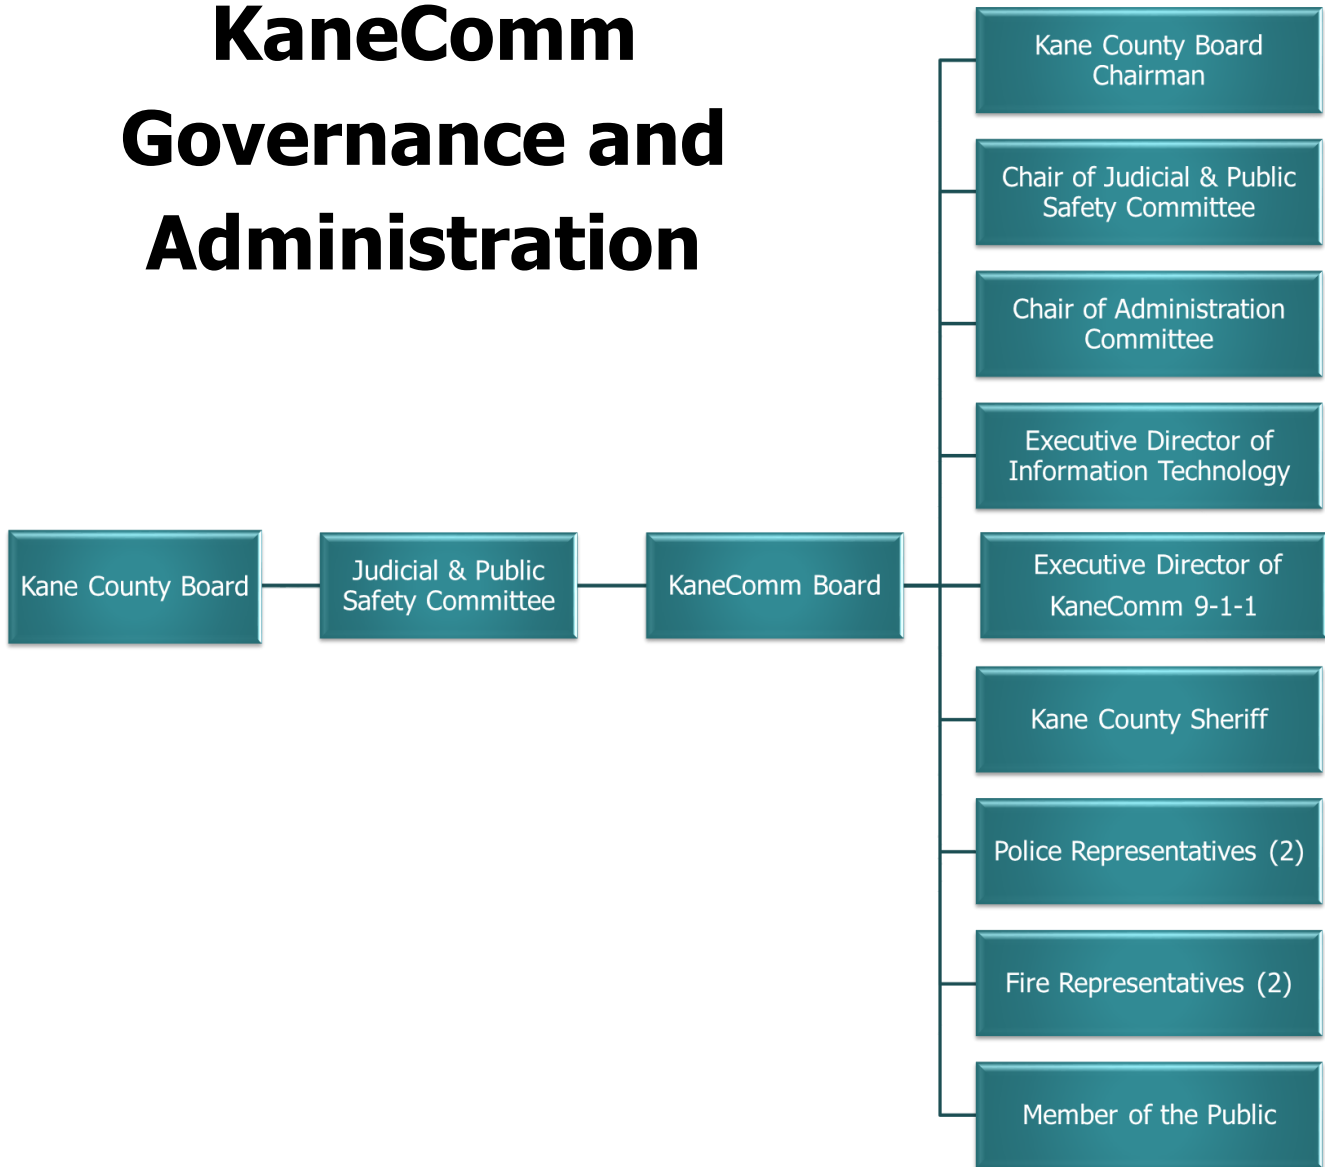 KaneComm
Governance and
Administration
Kane County Board
Chairman
Chair of Judicial & Public
Safety Committee
Chair of Administration
Committee
Executive Director of
Information Technology
Kane County Board
Judicial & Public
Safety Committee
KaneComm Board
Executive Director of
KaneComm 9-1-1
Kane County Sheriff
Police Representatives (2)
Fire Representatives (2)
Member of the Public